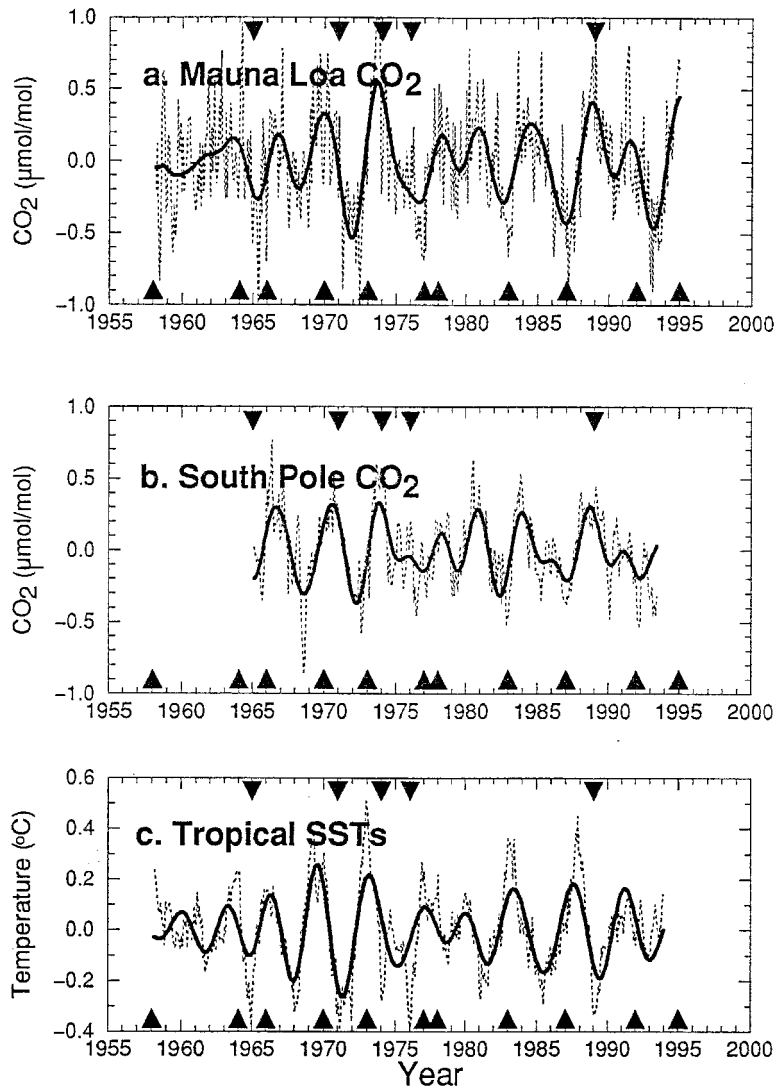 1.0
0.5
0.0
−0.5
−1.0
CO2 (μmol/mol)
a. Mauna Loa CO2
1955 1960 1965 1970 1975 1980 1985 1990 1995 2000
1.0
0.5
0.0
−0.5
−1.0
CO2 (μmol/mol)
b. South Pole CO2
1955 1960 1965 1970 1975 1980 1985 1990 1995 2000
0.6
0.4
0.2
0.0
−0.2
−0.4
Temperature (ºC)
c. Tropical SSTs
1955 1960 1965 1970 1975 1980 1985 1990 1995 2000
Year